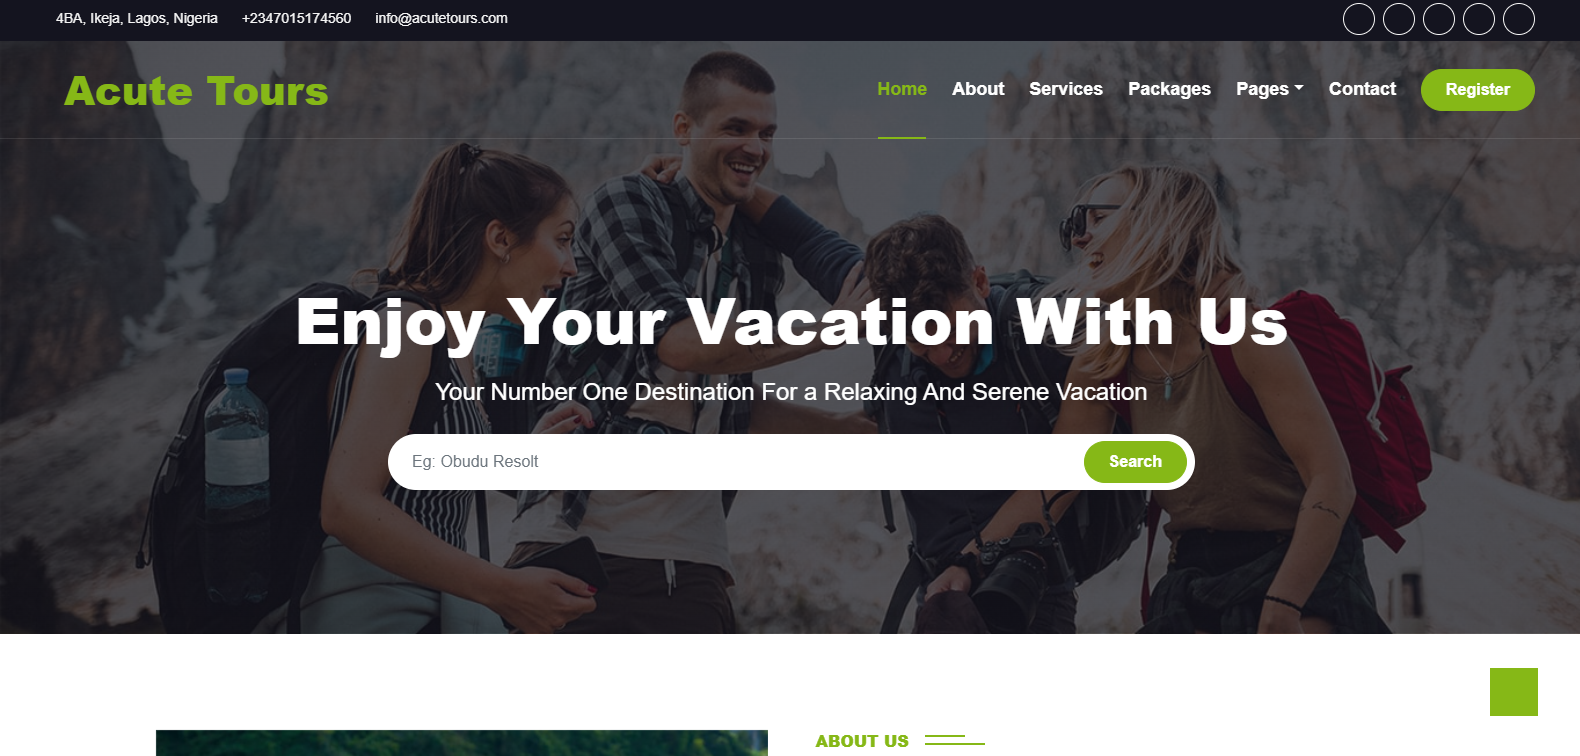 4BA, Ikeja, Lagos, Nigeria +2347015174560 info@acutetours.com
Acute Tours
Home About Services Packages Pages Contact Register
Enjoy Your Vacation With Us
Your Number One Destination For a Relaxing And Serene Vacation
Eg: Obudu Resolt Search
ABOUT US